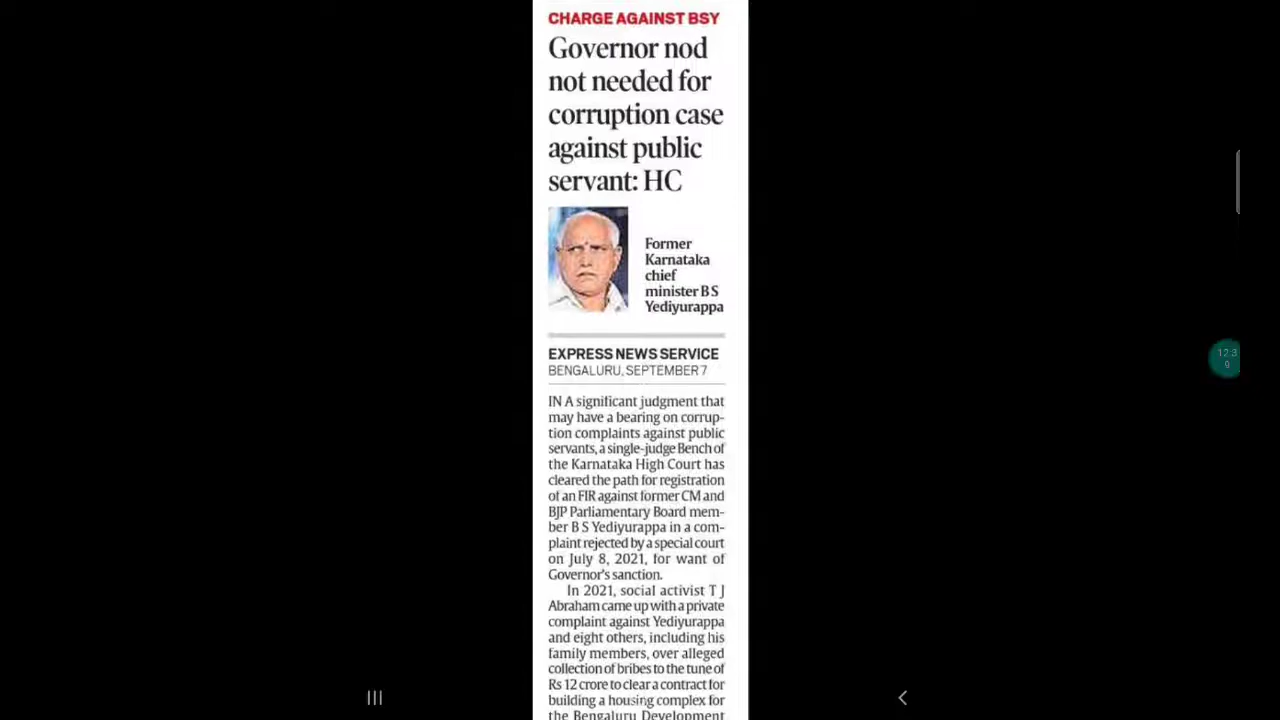 CHARGE AGAINST BSY
Governor nod
not needed for
corruption case
against public
servant: HC
Former
Karnataka
chief
minister B S
Yediyurappa
EXPRESS NEWS SERVICE
BENGALURU, SEPTEMBER 7
IN A significant judgment that
may have a bearing on corrup-
tion complaints against public
servants, a single-judge Bench of
the Karnataka High Court has
cleared the path for registration
of an FIR against former CM and
BJP Parliamentary Board mem-
ber B S Yediyurappa in a com-
plaint rejected by a special court
on July 8, 2021, for want of
Governor's sanction.
In 2021, social activist T J
Abraham came up with a private
complaint against Yediyurappa
and eight others, including his
family members, over alleged
collection of bribes to the tune of
Rs 12 crore to clear a contract for
building a housing complex for
the Bengaluru Development
12:3
9